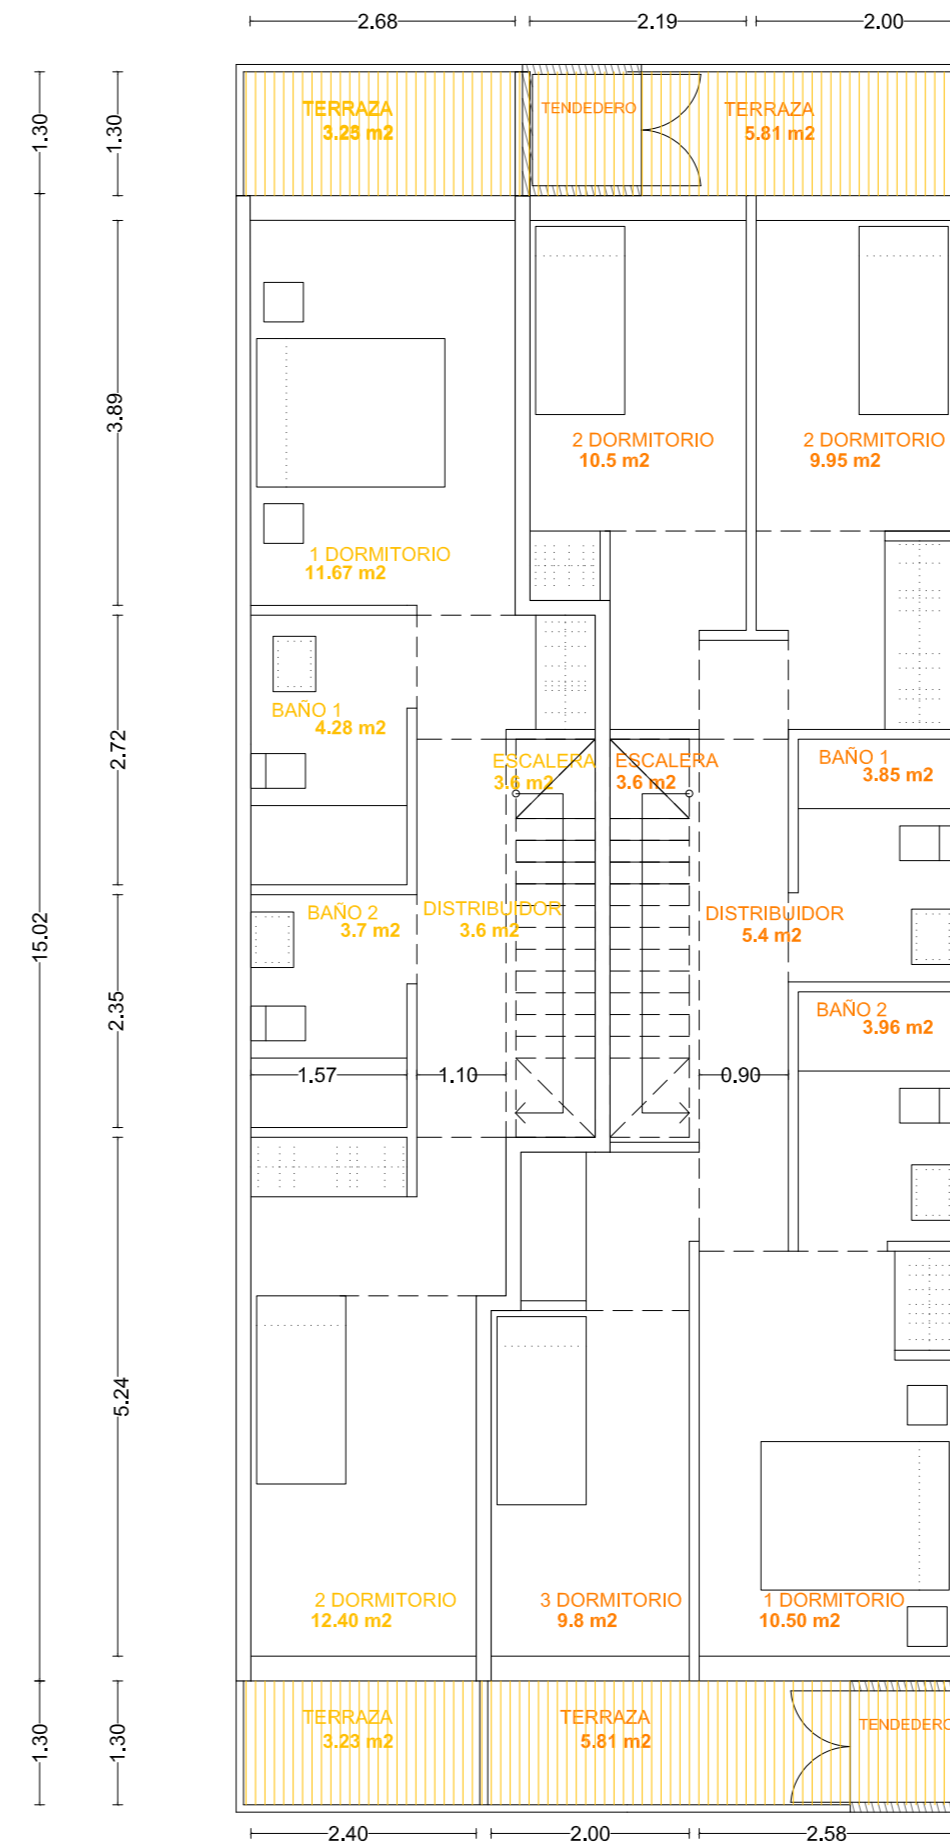 2.68
2.19
2.00
1.30
1.30
TERRAZA
TENDEDERO
TERRAZA
5.81 m2
3.89
2 DORMITORIO
10.5 m2
2 DORMITORIO
9.95 m2
1 DORMITORIO
11.67 m2
BAÑO 1
4.28 m2
2.72
ESCALERA
3.6 m2
ESCALERA
3.6 m2
BAÑO 1
3.85 m2
15.02
BAÑO 2
3.7 m2
DISTRIBUIDOR
3.6 m2
DISTRIBUIDOR
5.4 m2
2.35
BAÑO 2
3.96 m2
1.57
1.10
0.90
5.24
2 DORMITORIO
12.40 m2
3 DORMITORIO
9.8 m2
1 DORMITORIO
10.50 m2
1.30
1.30
TERRAZA
3.23 m2
TERRAZA
5.81 m2
TENDEDERO
2.40
2.00
2.58